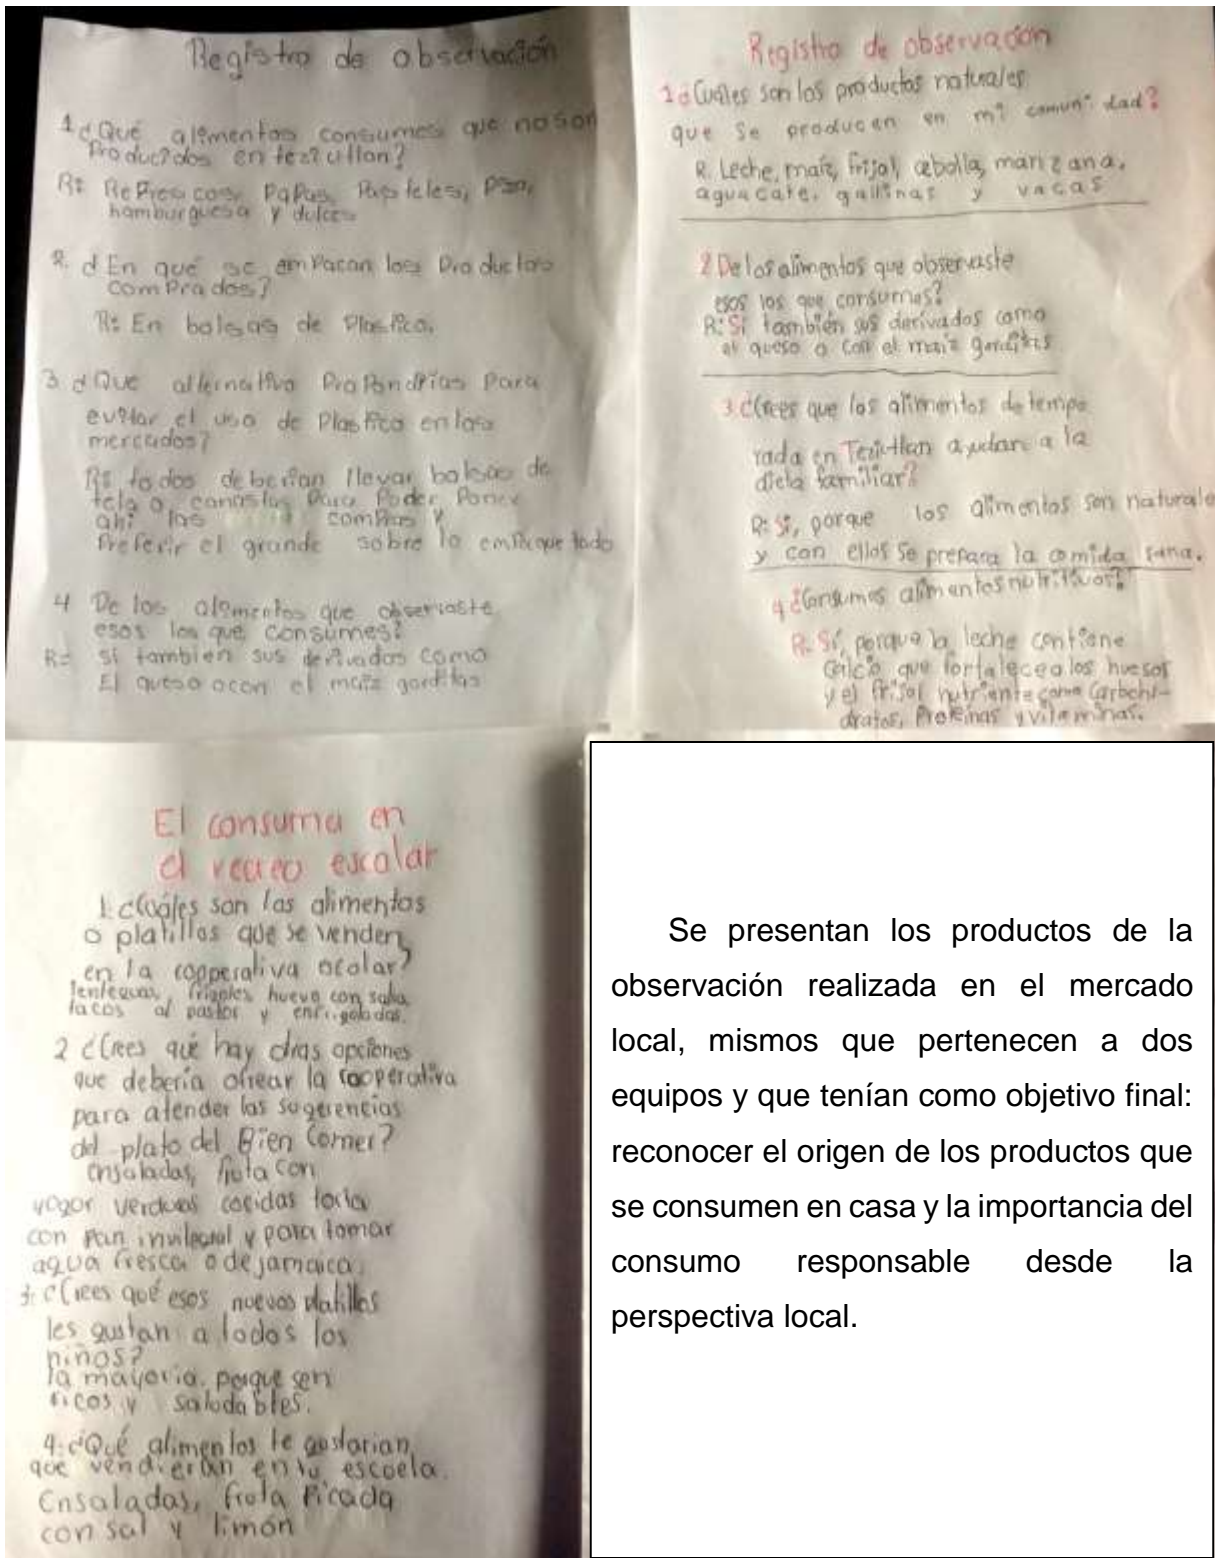 Registro de observación
1 ¿Qué alimentos consumes que no son
Producidos en teziutlan?
R: Refrescos, Papas, Pasteles, Pizza,
hamburguesa y dulces
2. ¿En qué se empacan los Productos
comprados?
R: En bolsas de Plastico.
3 ¿Que alternativa Propondrías Para
evitar el uso de Plastico en los
mercados?
R: todos deberían llevar bolsas de
tela o canastas Para Poder Poner
ahí las compras y
Preferir el grande sobre lo empaquetado
4 De los alimentos que observaste
esos los que consumes?
R= si tambien sus derivados como
El queso o con el maíz gorditas
Registro de observación
1 ¿Cuáles son los productos naturales
que se producen en mi comunidad?
R. Leche, maíz, frijol, cebolla, manzana,
aguacate, gallinas y vacas
2 De los alimentos que observaste
esos los que consumes?
R: Si también sus derivados como
el queso o con el maíz gorditas
3. ¿Crees que los alimentos de tempo
rada en Teziutlan ayudan a la
dieta familiar?
R: Si, porque los alimentos son naturale
y con ellos se prepara la comida sana.
4 ¿Consumes alimentos nutritivos?
R. Sí, porque la leche contiene
Calcio que fortalece a los huesos
y el frijol nutriente como Carbohi-
dratos, Proteinas y vitaminas.
El consumo en
el recreo escolar
1. ¿Cuáles son los alimentos
o platillos que se venden
en la cooperativa escolar?
frijoles huevo con salsa,
tacos al pastor y enfrijoladas.
2 ¿Crees que hay otras opciones
que debería ofrecer la cooperativa
para atender las sugerencias
del plato del Bien Comer?
ensaladas, fruta con
yogor verduras cocidas torta
con pan integral y para tomar
agua fresca o de jamaica.
3: ¿Crees qué esos nuevos platillos
les gustan a todos los
niños?
la mayoria, porque son
ricos y saludables.
4: ¿Qué alimentos te gustarian
que vendieran en tu escuela.
Ensaladas, fruta Picada
con sal y limón
Se presentan los productos de la
observación realizada en el mercado
local, mismos que pertenecen a dos
equipos y que tenían como objetivo final:
reconocer el origen de los productos que
se consumen en casa y la importancia del
consumo responsable desde la
perspectiva local.